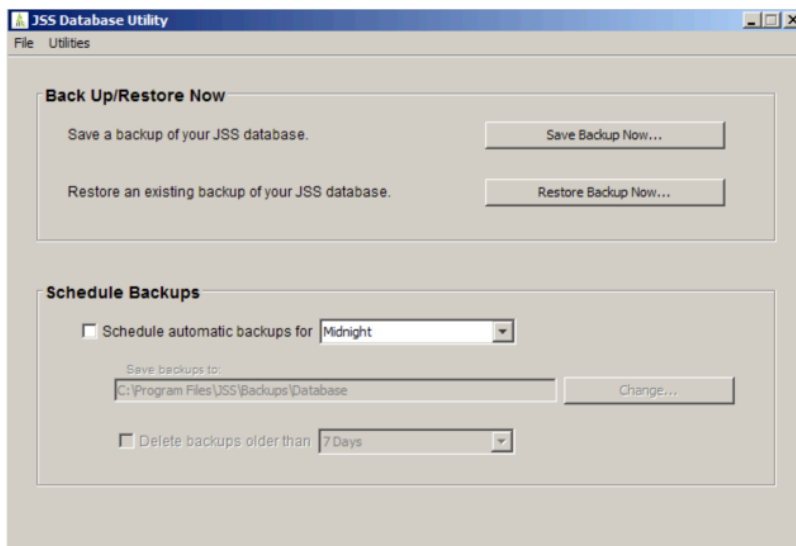 JSS Database Utility
File Utilities
Back Up/Restore Now
Save a backup of your JSS database.
Save Backup Now...
Restore an existing backup of your JSS database.
Restore Backup Now...
Schedule Backups
Schedule automatic backups for Midnight
Save backups to:
C:\Program Files\JSS\Backups\Database
Change...
Delete backups older than 7 Days